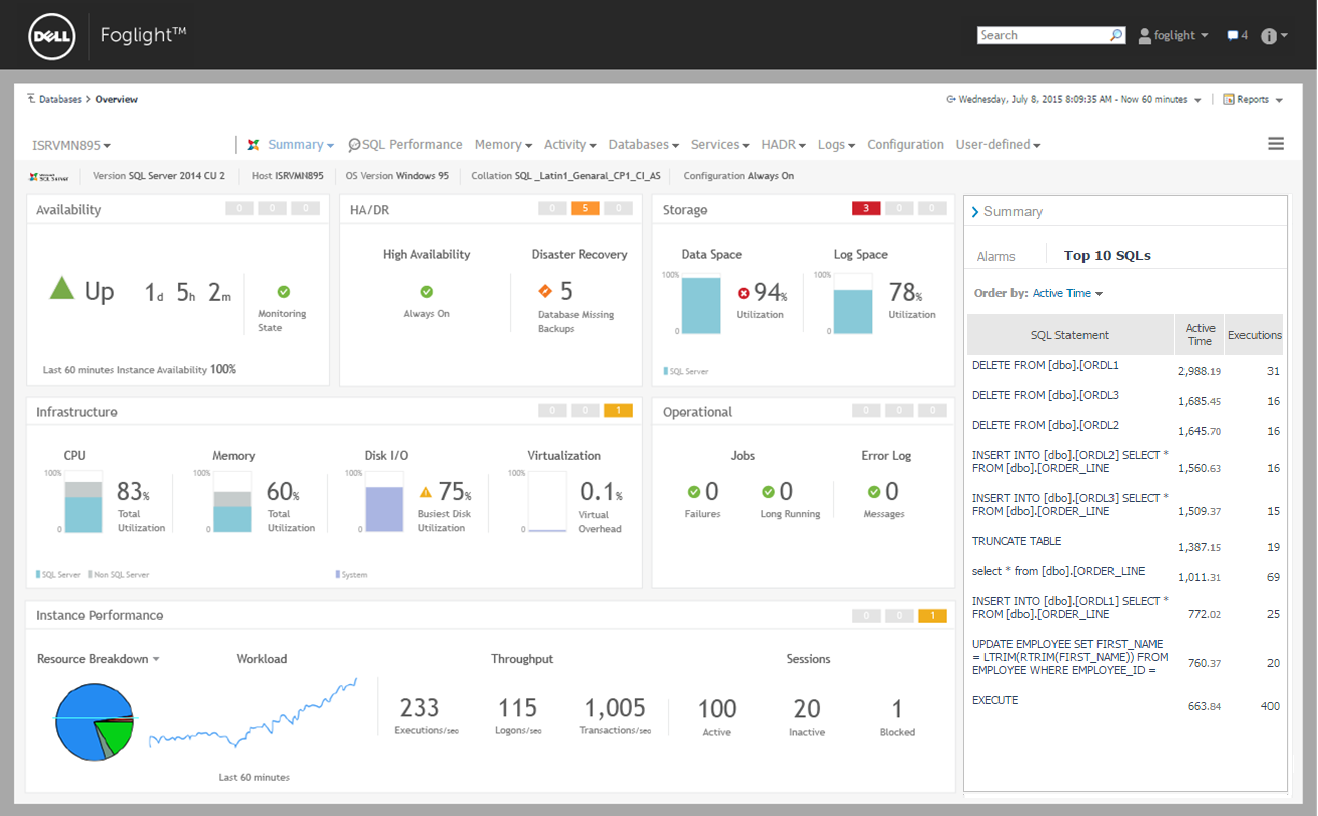 DELL Foglight™
Search foglight 4
Databases > Overview
Wednesday, July 8, 2015 8:09:35 AM - Now 60 minutes Reports
ISRVMN895 Summary SQL Performance Memory Activity Databases Services HADR Logs Configuration User-defined
SQL Server Version SQL Server 2014 CU 2 Host ISRVMN895 OS Version Windows 95 Collation SQL _Latin1_Genaral_CP1_CI_AS Configuration Always On
Availability 0 0 0
Up 1d 5h 2m
Monitoring
State
Last 60 minutes Instance Availability 100%
HA/DR 0 5 0
High Availability
Always On
Disaster Recovery
5
Database Missing
Backups
Storage 3 0 0
Data Space
100%
0
94%
Utilization
Log Space
100%
0
78%
Utilization
SQL Server
Infrastructure 0 0 1
CPU
100%
0
83%
Total
Utilization
Memory
100%
0
60%
Total
Utilization
Disk I/O
100%
0
75%
Busiest Disk
Utilization
Virtualization
100%
0
0.1%
Virtual
Overhead
SQL Server Non SQL Server System
Operational 0 0 0
Jobs
0
Failures
0
Long Running
Error Log
0
Messages
Instance Performance 0 0 1
Resource Breakdown
Workload
Last 60 minutes
Throughput
233
Executions/sec
115
Logons/sec
1,005
Transactions/sec
Sessions
100
Active
20
Inactive
1
Blocked
Summary
Alarms Top 10 SQLs
Order by: Active Time
SQL Statement Active Time Executions
DELETE FROM [dbo].[ORDL1 2,988.19 31
DELETE FROM [dbo].[ORDL3 1,685.45 16
DELETE FROM [dbo].[ORDL2 1,645.70 16
INSERT INTO [dbo].[ORDL2] SELECT *
FROM [dbo].[ORDER_LINE 1,560.63 16
INSERT INTO [dbo].[ORDL3] SELECT *
FROM [dbo].[ORDER_LINE 1,509.37 15
TRUNCATE TABLE 1,387.15 19
select * from [dbo].[ORDER_LINE 1,011.31 69
INSERT INTO [dbo].[ORDL1] SELECT *
FROM [dbo].[ORDER_LINE 772.02 25
UPDATE EMPLOYEE SET FIRST_NAME
= LTRIM(RTRIM(FIRST_NAME)) FROM
EMPLOYEE WHERE EMPLOYEE_ID = 760.37 20
EXECUTE 663.84 400